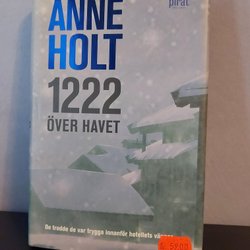 ANNE
pirat
HOLT
1222
ÖVER HAVET
De trodde de var trygga innanför hotellets väggar